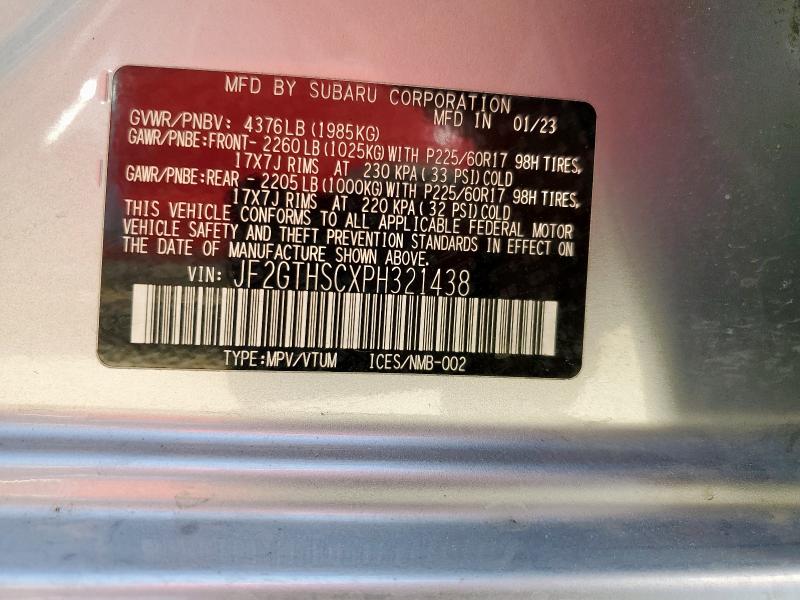 MFD BY SUBARU CORPORATION
MFD IN 01/23
GVWR/PNBV: 4376LB(1985KG)
GAWR/PNBE:FRONT- 2260LB(1025KG)WITH P225/60R17 98H TIRES,
17X7J RIMS AT 230 KPA(33 PSI)COLD
GAWR/PNBE:REAR - 2205LB(1000KG)WITH P225/60R17 98H TIRES,
17X7J RIMS AT 220 KPA(32 PSI)COLD
THIS VEHICLE CONFORMS TO ALL APPLICABLE FEDERAL MOTOR
VEHICLE SAFETY AND THEFT PREVENTION STANDARDS IN EFFECT ON
THE DATE OF MANUFACTURE SHOWN ABOVE.
VIN: JF2GTHSCXPH321438
TYPE:MPV/VTUM ICES/NMB-002